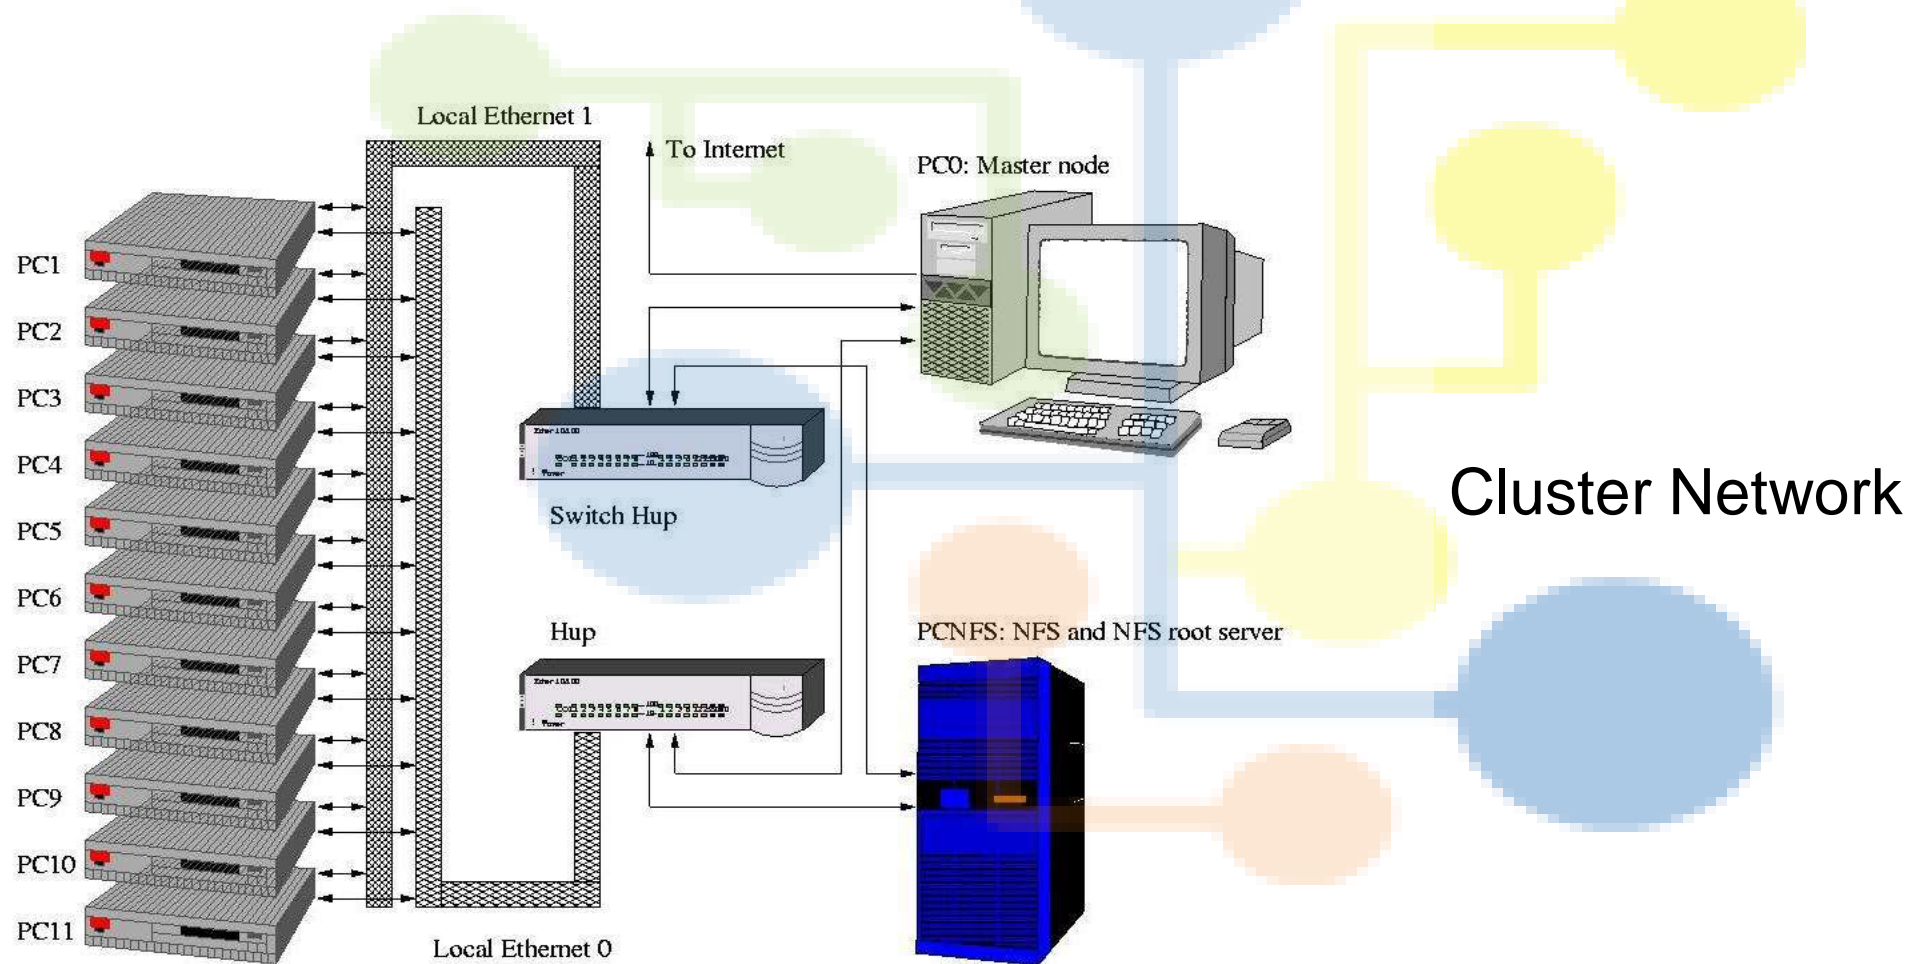 Local Ethernet 1
To Internet
PC0: Master node
PC1
PC2
PC3
PC4
PC5
PC6
PC7
PC8
PC9
PC10
PC11
Switch Hup
Cluster Network
Hup
PCNFS: NFS and NFS root server
Local Ethernet 0